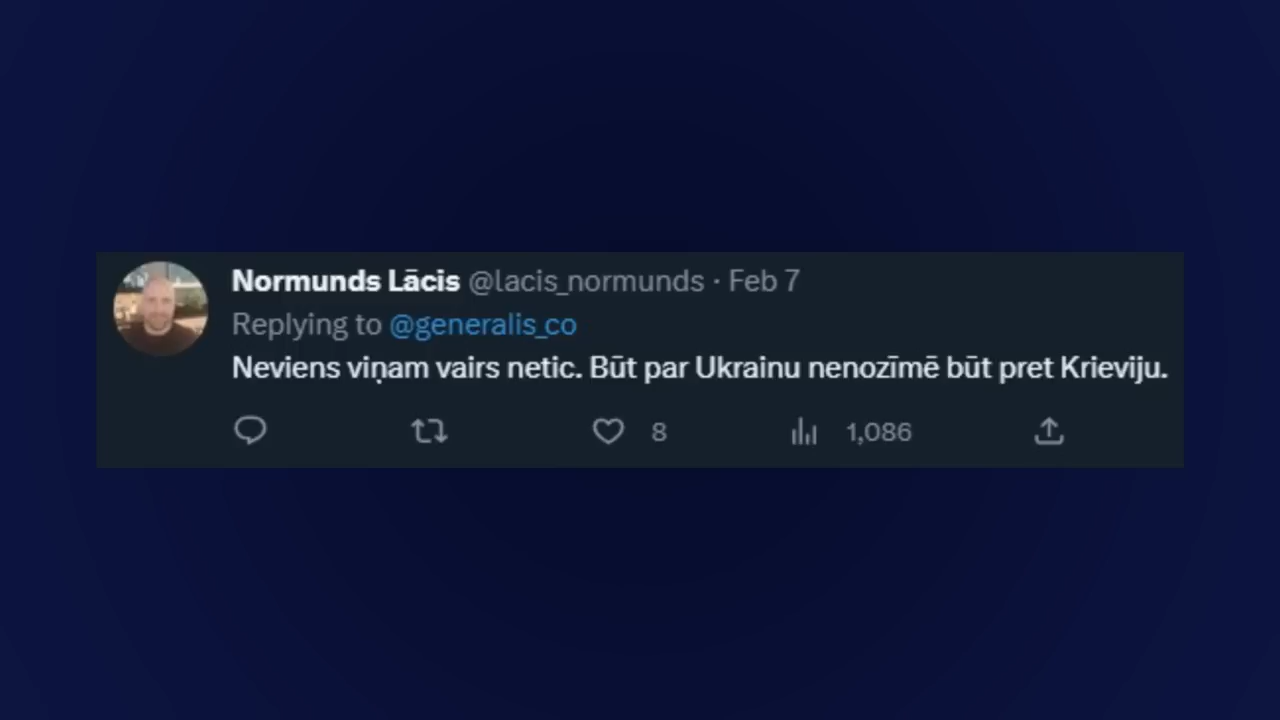 Normunds Lācis @lacis_normunds · Feb 7
Replying to @generalis_co
Neviens viņam vairs netic. Būt par Ukrainu nenozīmē būt pret Krieviju.
8 1,086